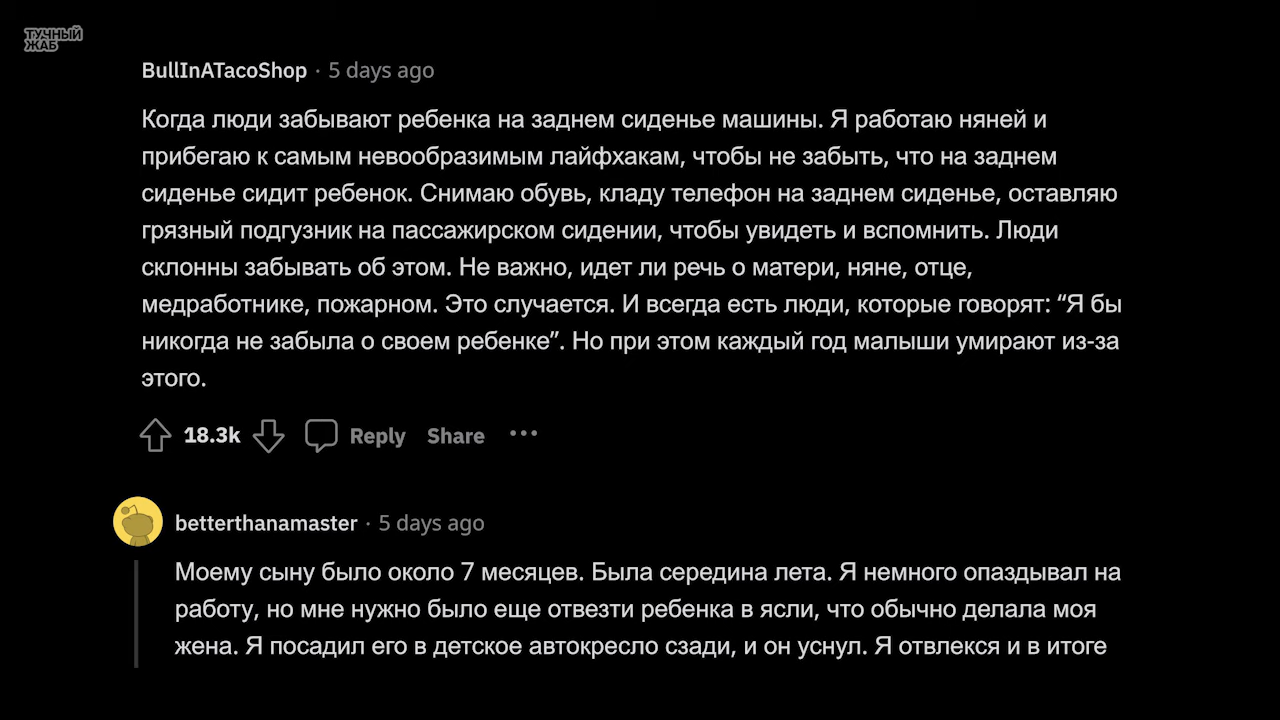 ТУЧНЫЙ
ЖАБ
BullInATacoShop · 5 days ago
Когда люди забывают ребенка на заднем сиденье машины. Я работаю няней и
прибегаю к самым невообразимым лайфхакам, чтобы не забыть, что на заднем
сиденье сидит ребенок. Снимаю обувь, кладу телефон на заднем сиденье, оставляю
грязный подгузник на пассажирском сидении, чтобы увидеть и вспомнить. Люди
склонны забывать об этом. Не важно, идет ли речь о матери, няне, отце,
медработнике, пожарном. Это случается. И всегда есть люди, которые говорят: “Я бы
никогда не забыла о своем ребенке”. Но при этом каждый год малыши умирают из-за
этого.
18.3k Reply Share ···
betterthanamaster · 5 days ago
Моему сыну было около 7 месяцев. Была середина лета. Я немного опаздывал на
работу, но мне нужно было еще отвезти ребенка в ясли, что обычно делала моя
жена. Я посадил его в детское автокресло сзади, и он уснул. Я отвлекся и в итоге